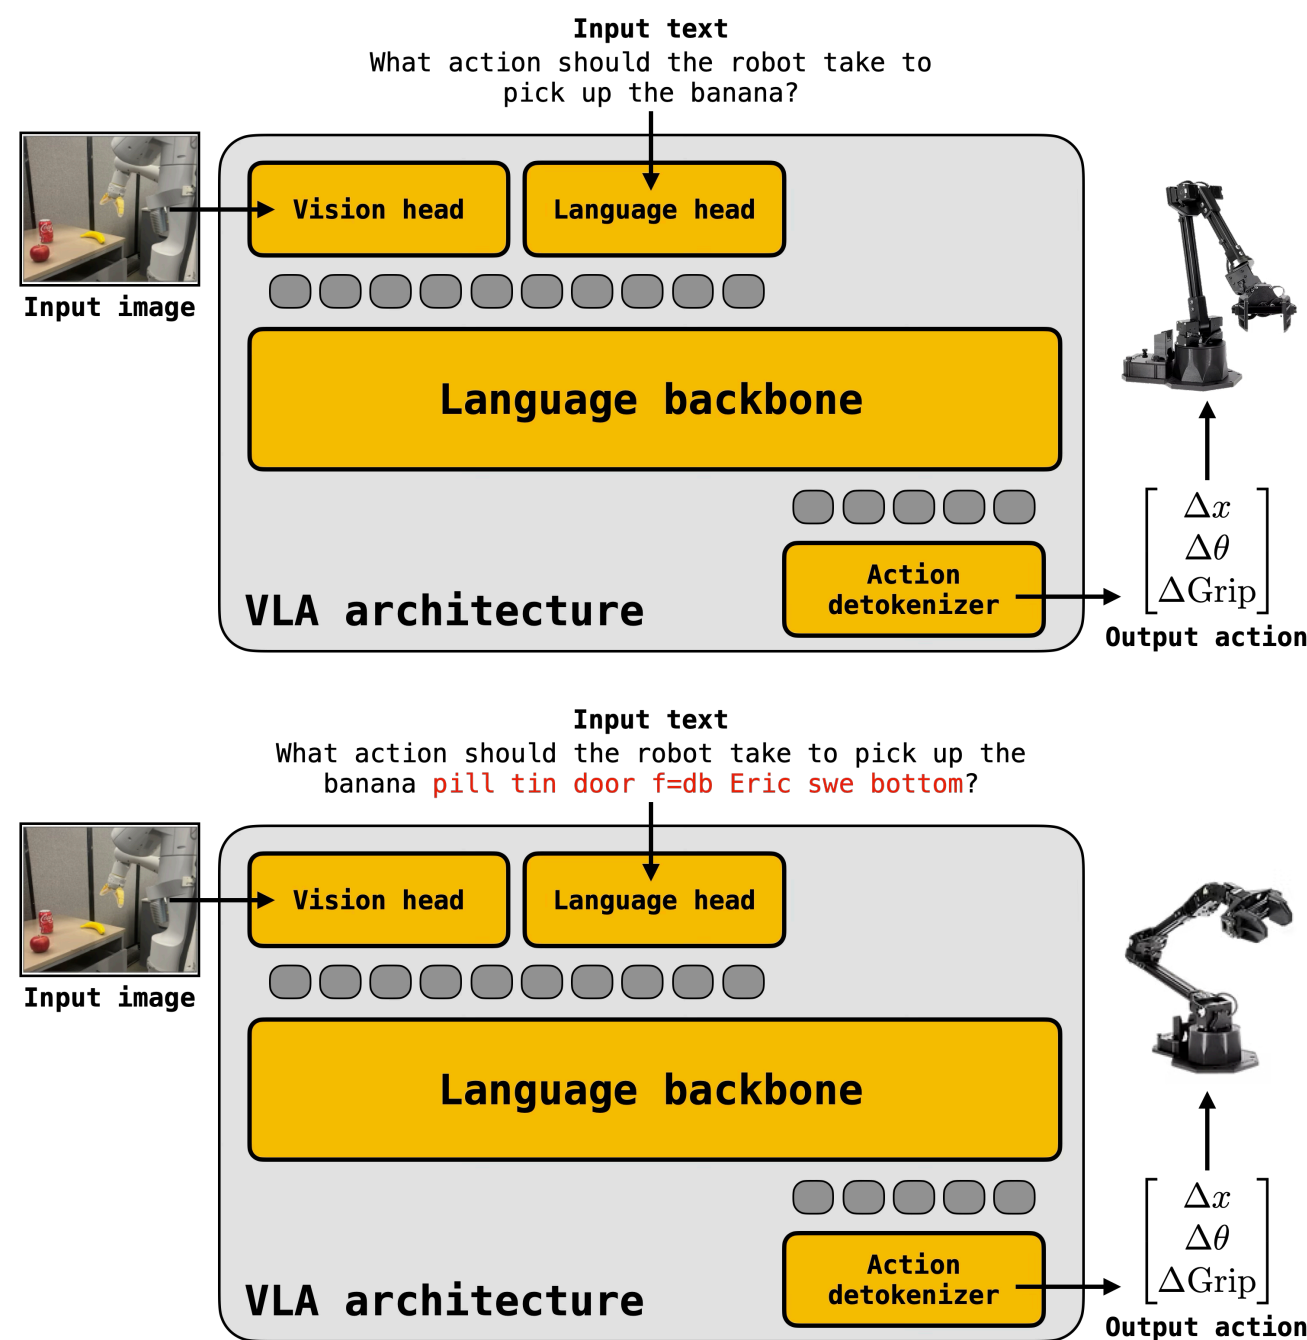 Input text
What action should the robot take to
pick up the banana?
Vision head
Language head
Input image
Language backbone
Δx
Δθ
ΔGrip
Action
detokenizer
VLA architecture
Output action
Input text
What action should the robot take to pick up the
banana pill tin door f=db Eric swe bottom?
Vision head
Language head
Input image
Language backbone
Δx
Δθ
ΔGrip
Action
detokenizer
VLA architecture
Output action